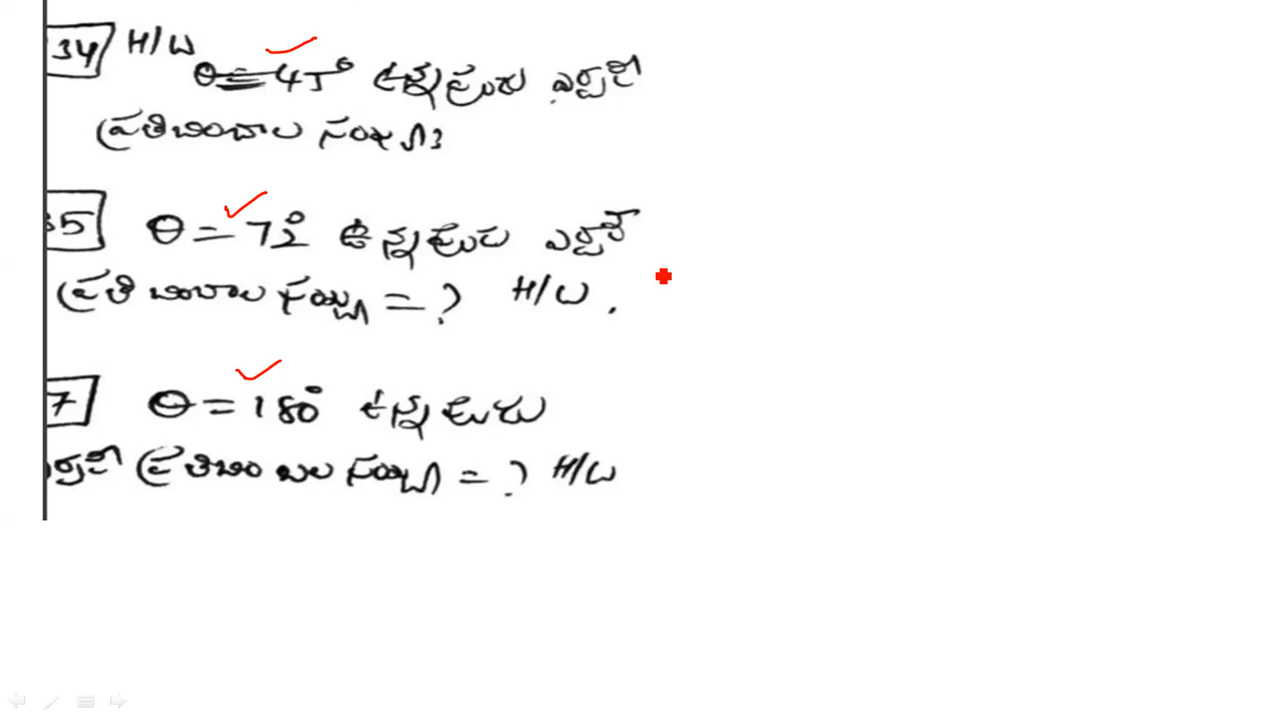 34 H/W
θ = 45° ఉన్నపుడు ఏర్పడే
ప్రతిబింబాల సంఖ్య
35 θ = 72° ఉన్నపుడు ఏర్పడే
ప్రతిబింబాల సంఖ్య = ? H/W.
7 θ = 180° ఉన్నపుడు
ఏర్పడే ప్రతిబింబాల సంఖ్య = ? H/W